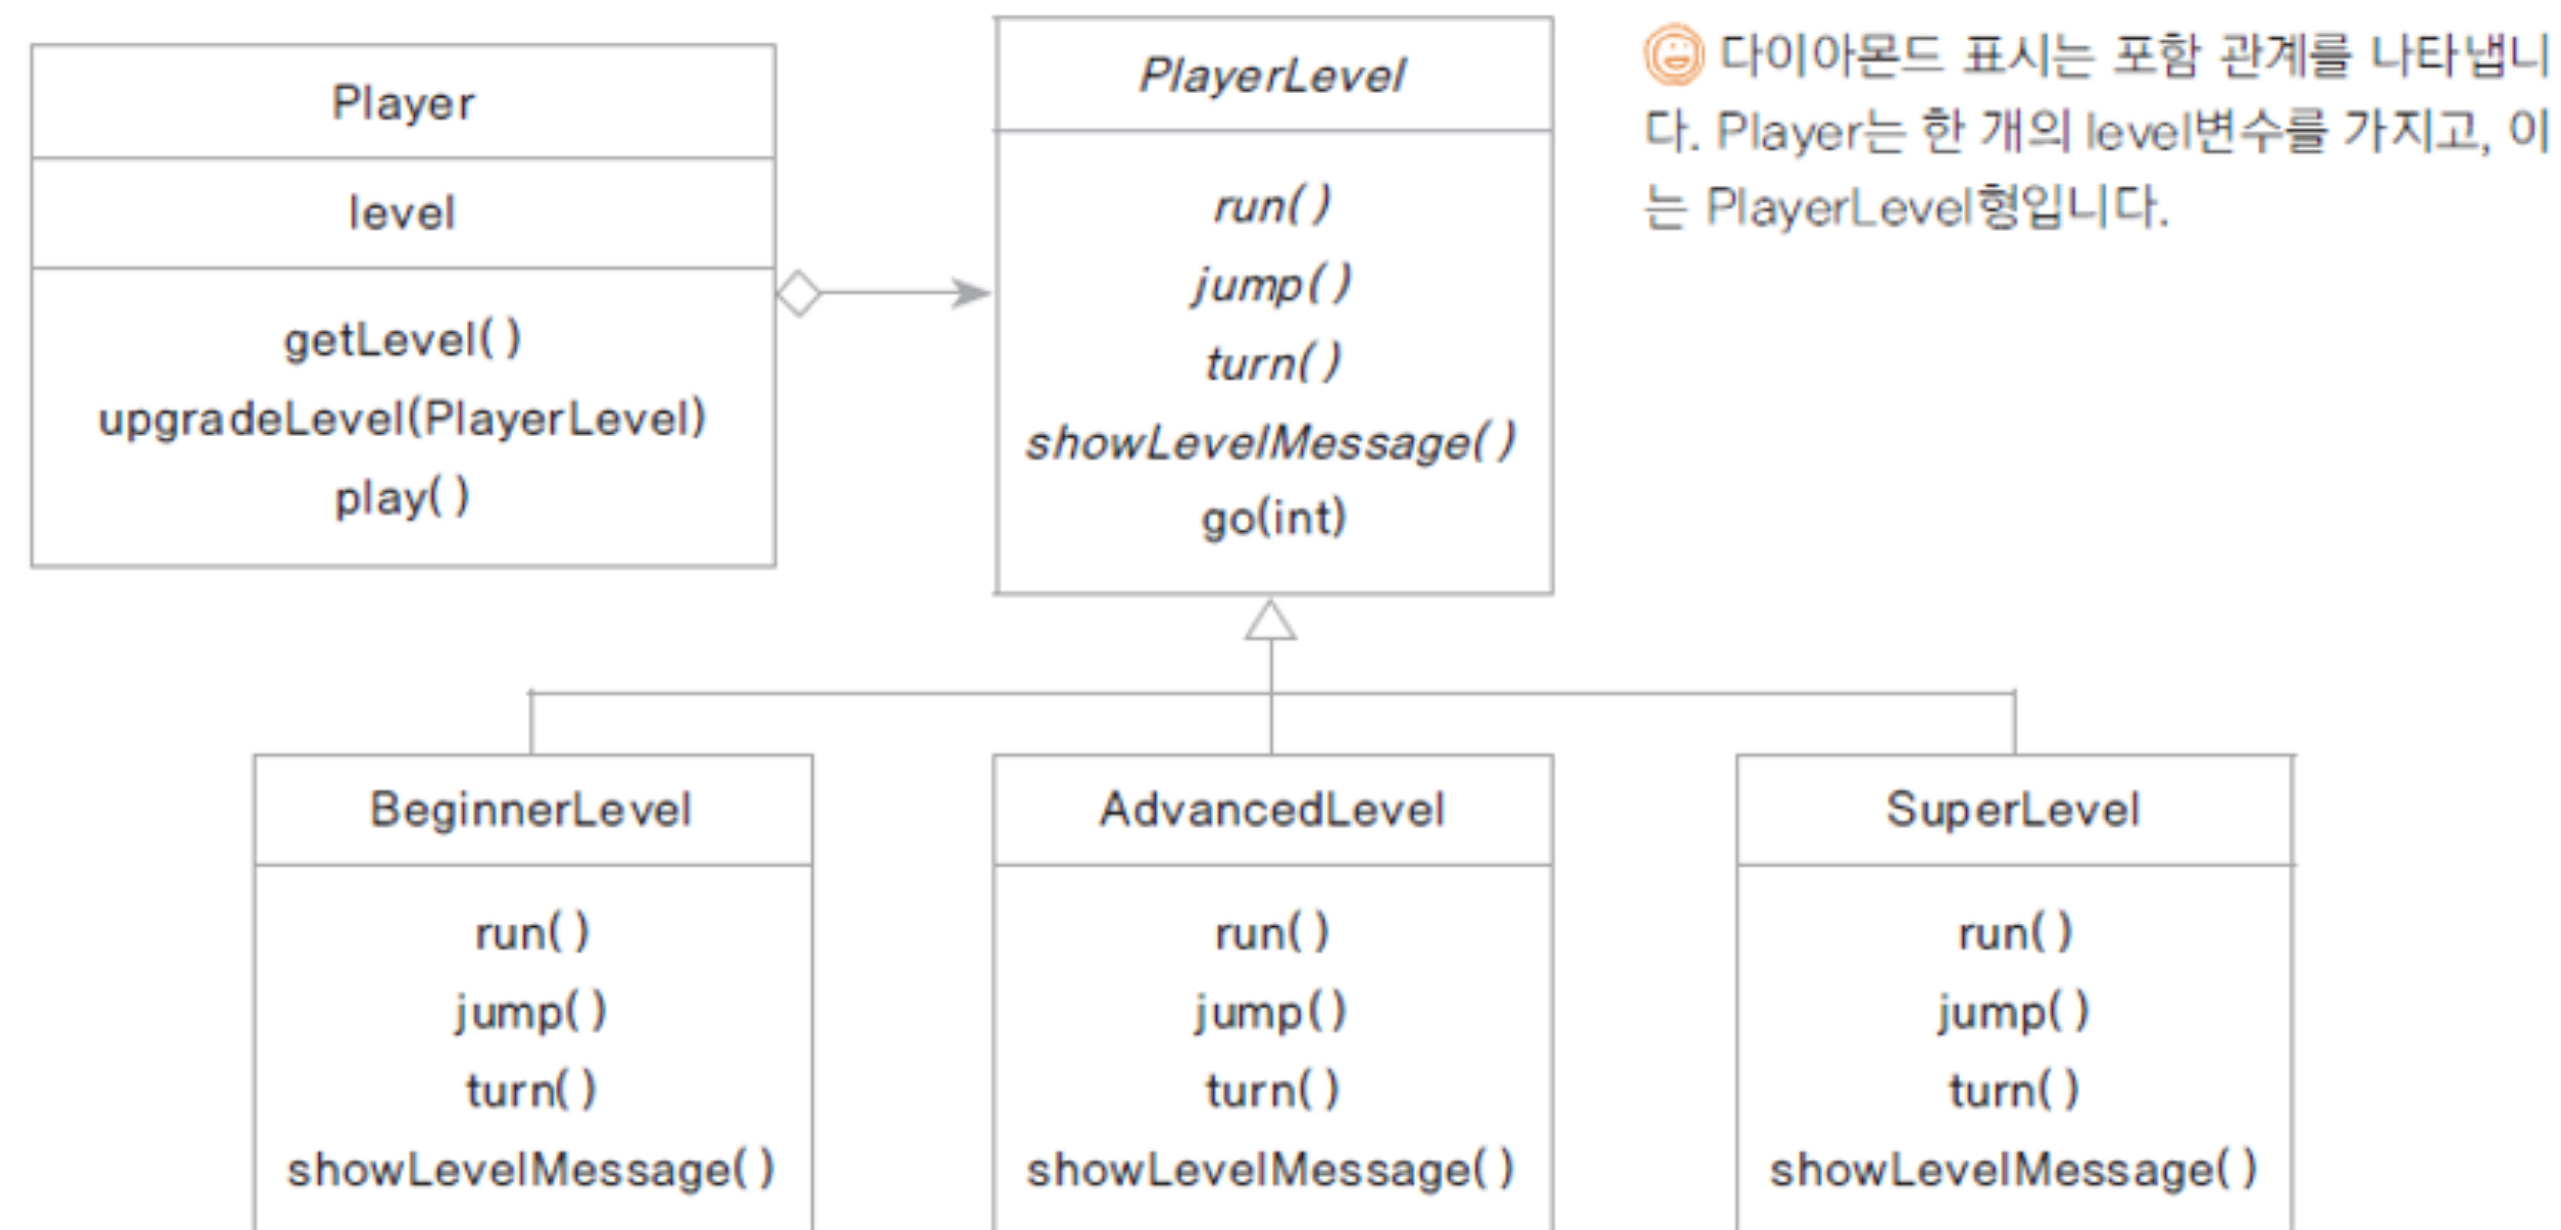 Player
level
getLevel( )
upgradeLevel(PlayerLevel)
play( )
PlayerLevel
run( )
jump( )
turn( )
showLevelMessage( )
go(int)
다이아몬드 표시는 포함 관계를 나타냅니
다. Player는 한 개의 level변수를 가지고, 이
는 PlayerLevel형입니다.
BeginnerLevel
run( )
jump( )
turn( )
showLevelMessage( )
AdvancedLevel
run( )
jump( )
turn( )
showLevelMessage( )
SuperLevel
run( )
jump( )
turn( )
showLevelMessage( )